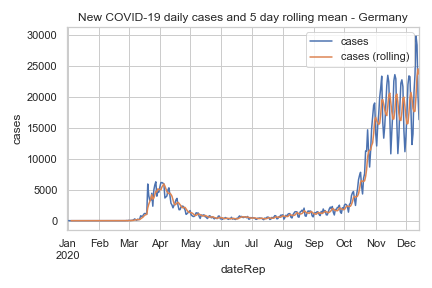 New COVID-19 daily cases and 5 day rolling mean - Germany
cases
cases (rolling)
30000
25000
20000
15000
10000
5000
0
cases
Jan Feb Mar Apr May Jun Jul Aug Sep Oct Nov Dec
2020
dateRep